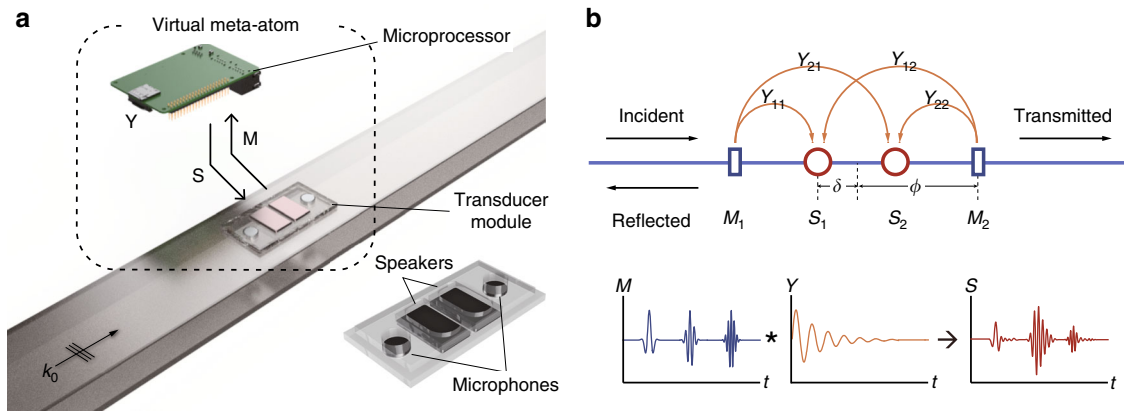 a
Virtual meta-atom
Microprocessor
Y
M
S
Transducer
module
Speakers
Microphones
k0
b
Y21
Y12
Y11
Y22
Incident
Transmitted
δ
ϕ
Reflected
M1
S1
S2
M2
M
Y
S
*
t
t
t